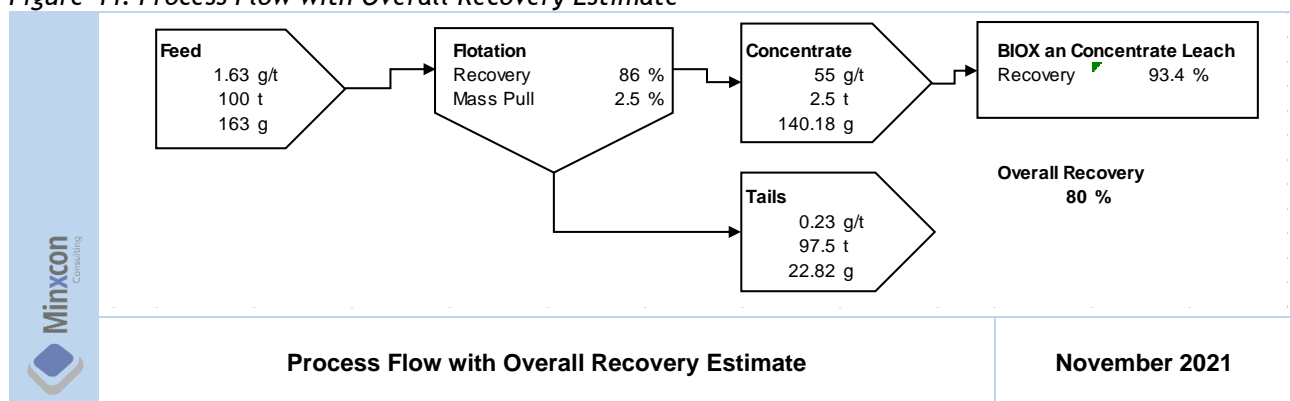 Figure 11: Process Flow with Overall Recovery Estimate
Feed
1.63 g/t
100 t
163 g
Flotation
Recovery 86 %
Mass Pull 2.5 %
Concentrate
55 g/t
2.5 t
140.18 g
BIOX an Concentrate Leach
Recovery 93.4 %
Overall Recovery
80 %
Tails
0.23 g/t
97.5 t
22.82 g
Minxcon
Consulting
Process Flow with Overall Recovery Estimate
November 2021